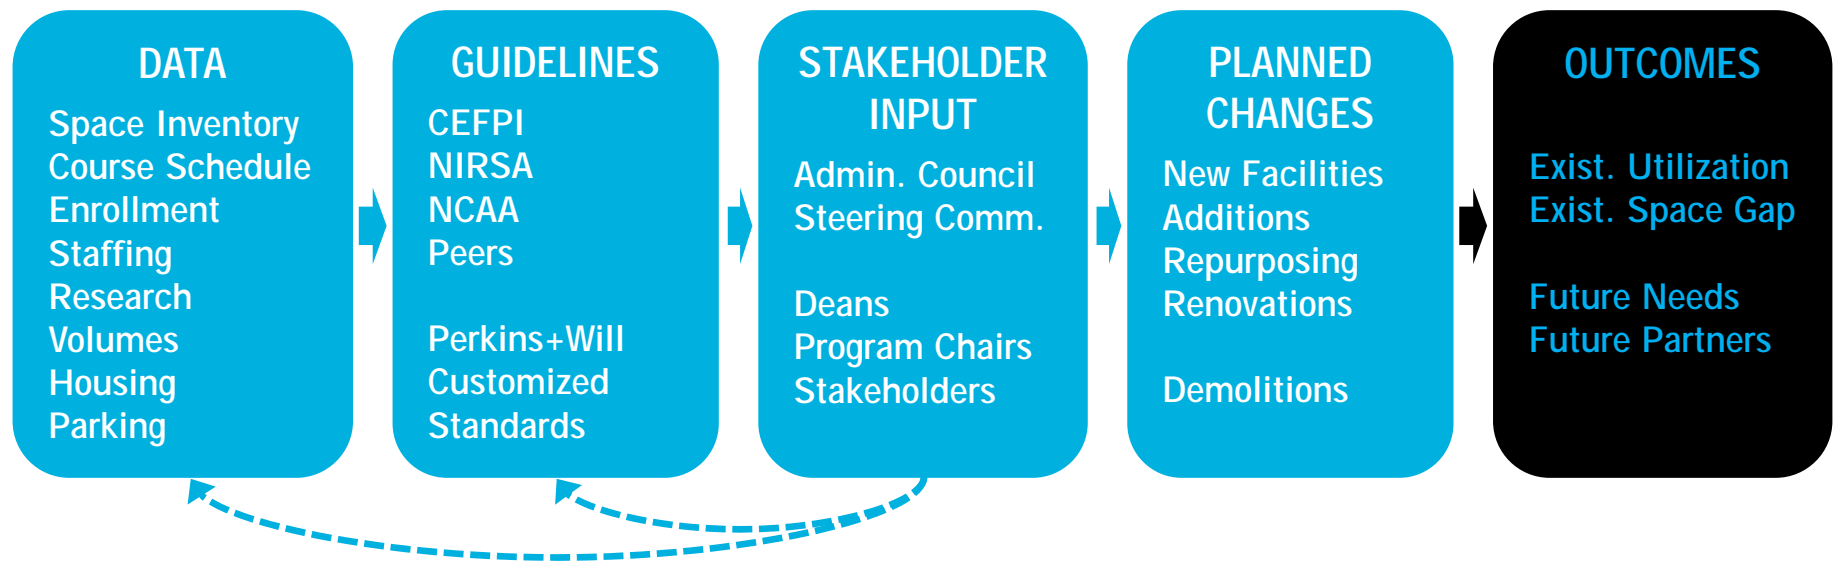 DATA
Space Inventory
Course Schedule
Enrollment
Staffing
Research
Volumes
Housing
Parking
GUIDELINES
CEFPI
NIRSA
NCAA
Peers
Perkins+Will
Customized
Standards
STAKEHOLDER
INPUT
Admin. Council
Steering Comm.
Deans
Program Chairs
Stakeholders
PLANNED
CHANGES
New Facilities
Additions
Repurposing
Renovations
Demolitions
OUTCOMES
Exist. Utilization
Exist. Space Gap
Future Needs
Future Partners